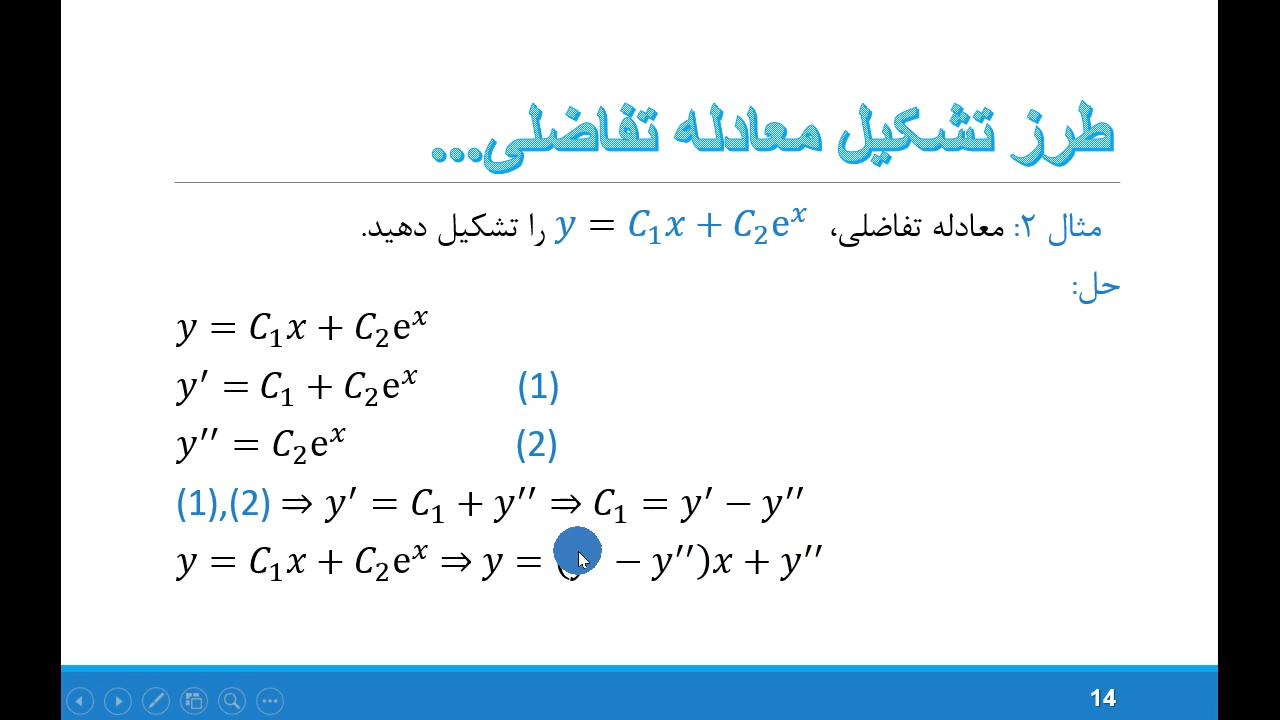 طرز تشکیل معادله تفاضلی...
مثال ۲: معادله تفاضلی، y = C₁x + C₂eˣ را تشکیل دهید.
حل:
y = C₁x + C₂eˣ
y′ = C₁ + C₂eˣ (1)
y′′ = C₂eˣ (2)
(1),(2) ⇒ y′ = C₁ + y′′ ⇒ C₁ = y′ − y′′
y = C₁x + C₂eˣ ⇒ y = ( − y′′)x + y′′
14